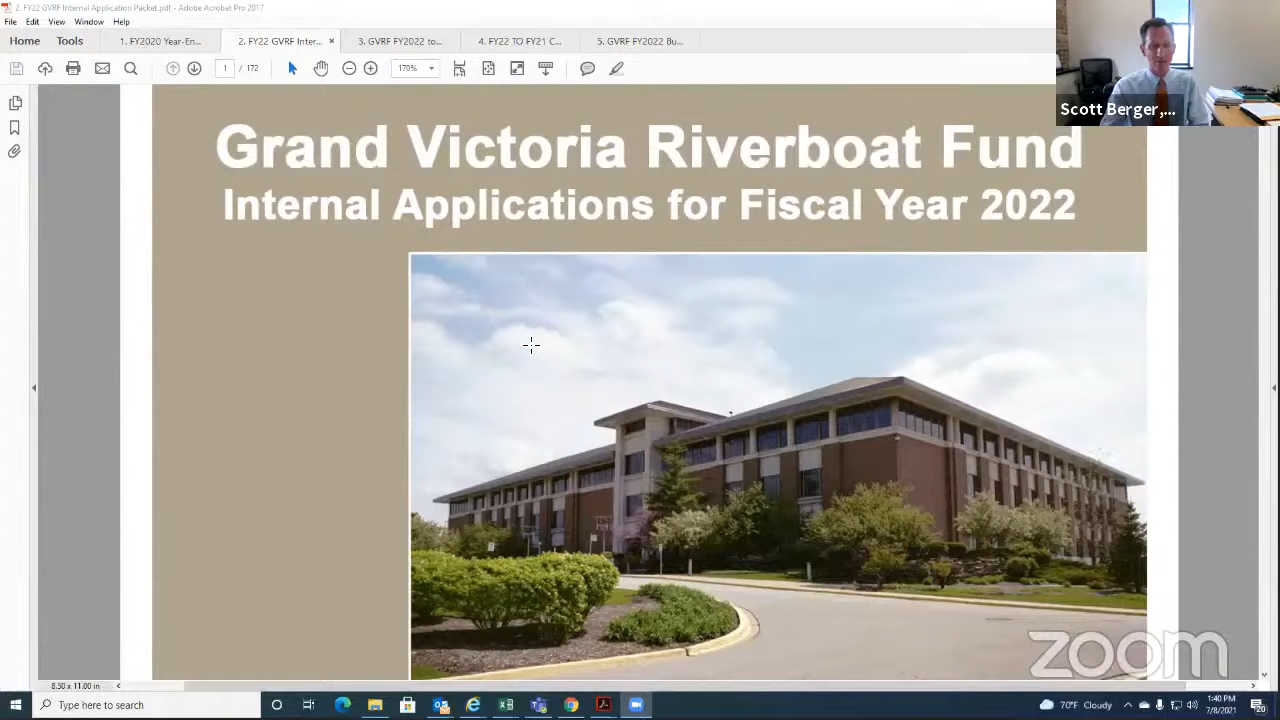 2. FY22 GVRF Internal Application Packet.pdf - Adobe Acrobat Pro 2017
File Edit View Window Help
Home Tools 1. FY2020 Year-En... 2. FY22 GVRF Inter... × GVRF FY2022 to... 4. FY22 TO FY21 C... 5. GVRF FY2022 Bu...
1 / 172 170%
Scott Berger,...
Grand Victoria Riverboat Fund
Internal Applications for Fiscal Year 2022
zoom
8.50 x 11.00 in
Type here to search
70°F Cloudy
1:40 PM
7/8/2021
20